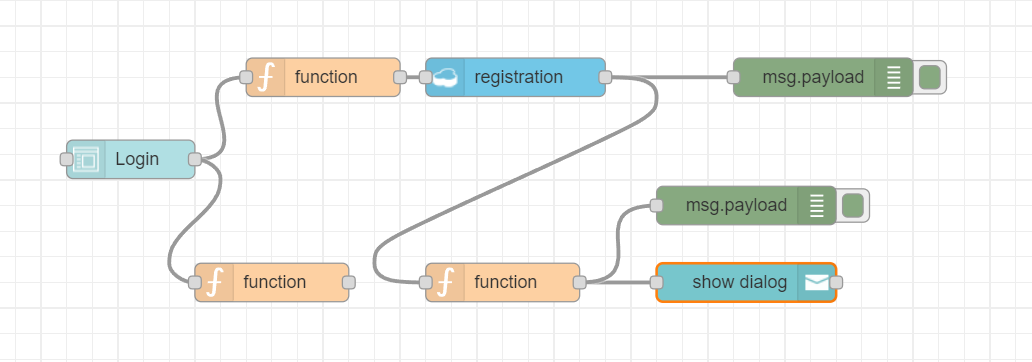 function
registration
msg.payload
Login
msg.payload
function
function
show dialog